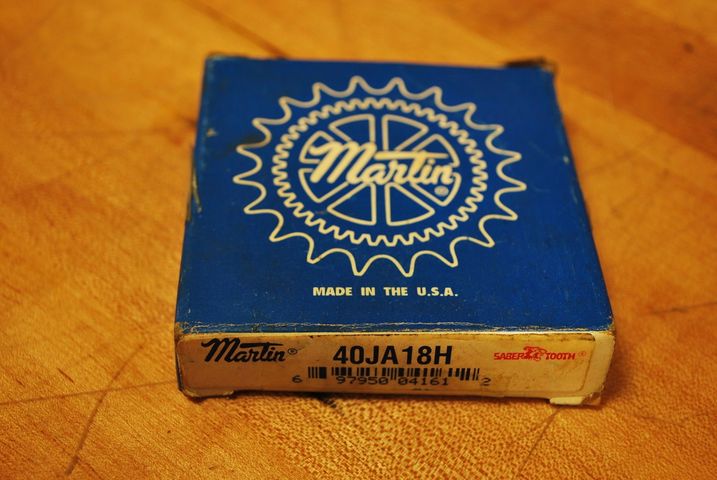 Martin®
MADE IN THE U.S.A.
Martin® 40JA18H SABER TOOTH®
6 97950 04161 2